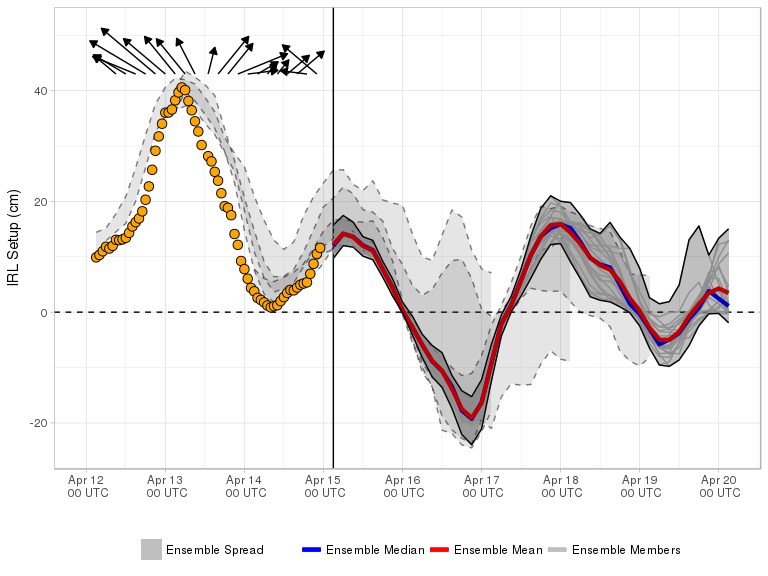 IRL Setup (cm)
40
20
0
-20
Apr 12 Apr 13 Apr 14 Apr 15 Apr 16 Apr 17 Apr 18 Apr 19 Apr 20
00 UTC 00 UTC 00 UTC 00 UTC 00 UTC 00 UTC 00 UTC 00 UTC 00 UTC
Ensemble Spread Ensemble Median Ensemble Mean Ensemble Members